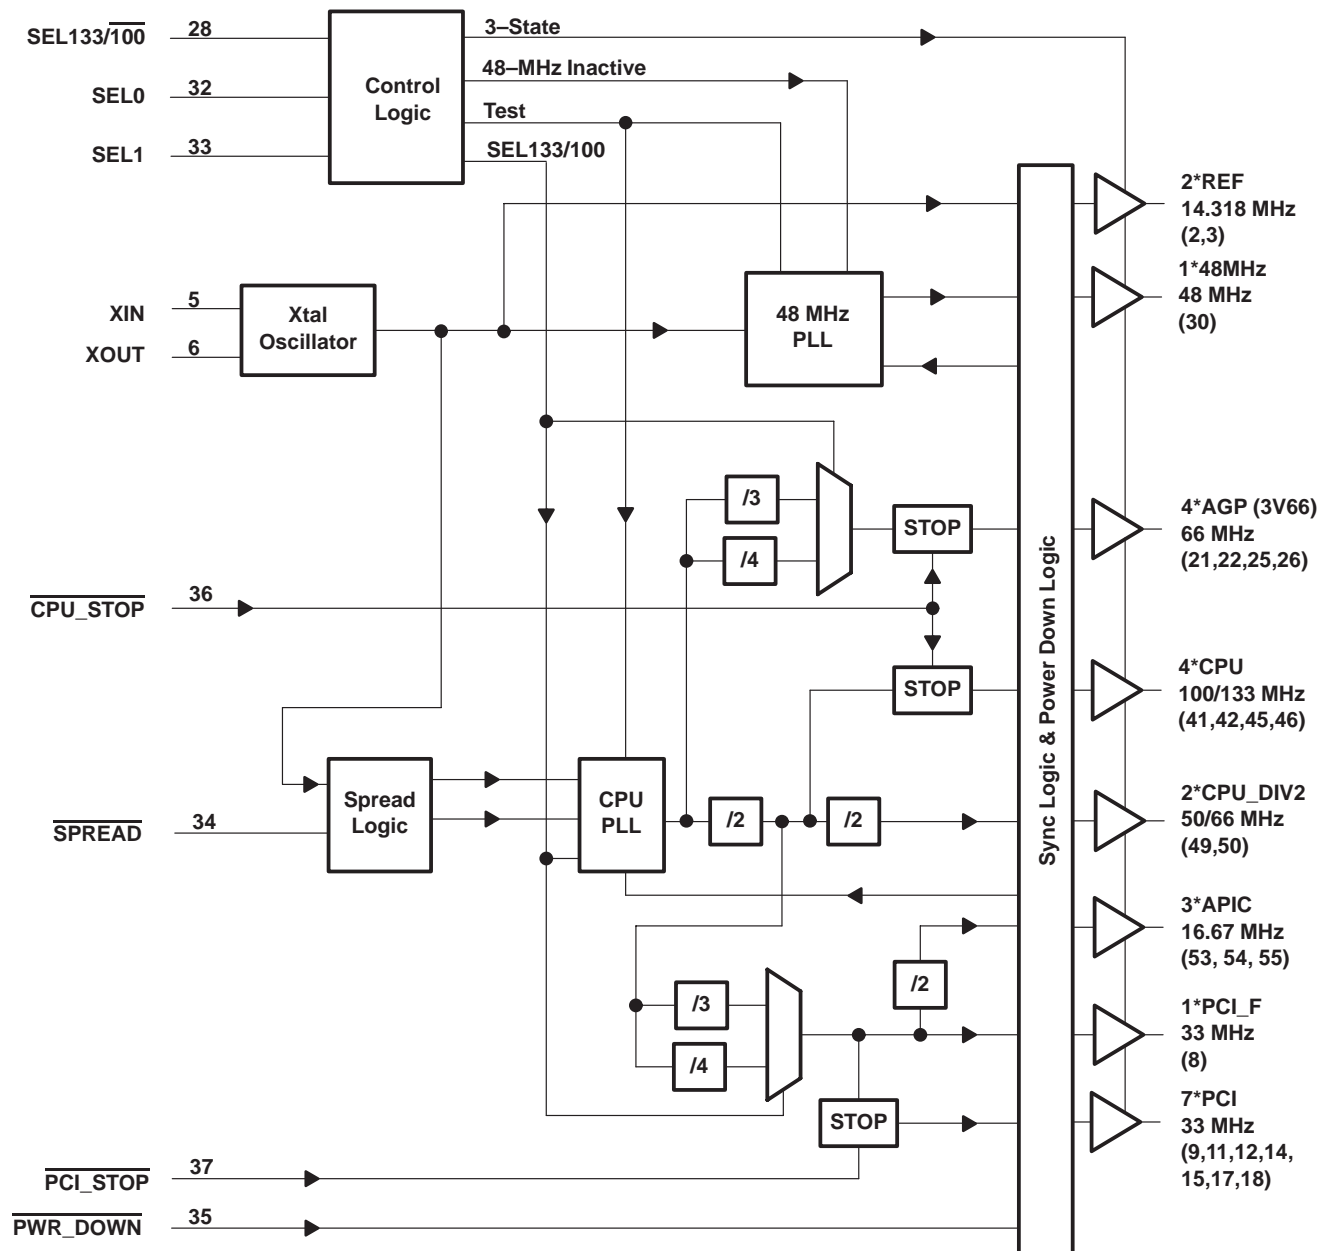 SEL133/100
28
3–State
48–MHz Inactive
Control
Logic
SEL0
32
Test
SEL1
33
SEL133/100
2*REF
14.318 MHz
(2,3)
1*48MHz
48 MHz
(30)
XIN
5
Xtal
Oscillator
XOUT
6
48 MHz
PLL
/3
/4
STOP
4*AGP (3V66)
66 MHz
(21,22,25,26)
CPU_STOP
36
Sync Logic & Power Down Logic
STOP
4*CPU
100/133 MHz
(41,42,45,46)
Spread
Logic
CPU
PLL
/2
/2
2*CPU_DIV2
50/66 MHz
(49,50)
SPREAD
34
3*APIC
16.67 MHz
(53, 54, 55)
/2
/3
/4
1*PCI_F
33 MHz
(8)
STOP
7*PCI
33 MHz
(9,11,12,14,
15,17,18)
PCI_STOP
37
PWR_DOWN
35